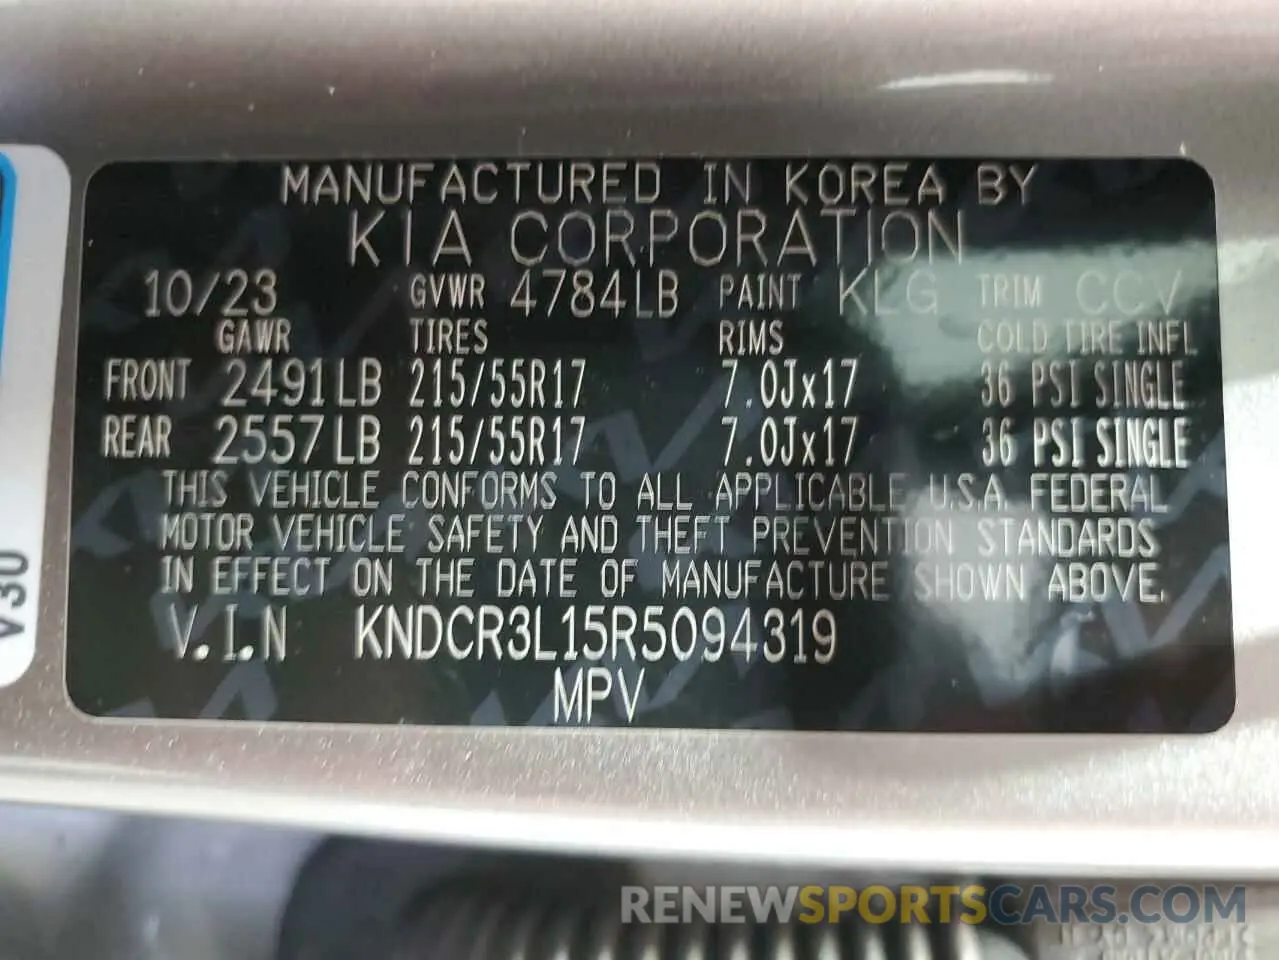 MANUFACTURED IN KOREA BY
KIA CORPORATION
10/23 GVWR 4784LB PAINT KLG TRIM CCV
GAWR TIRES RIMS COLD TIRE INFL
FRONT 2491LB 215/55R17 7.0Jx17 36 PSI SINGLE
REAR 2557LB 215/55R17 7.0Jx17 36 PSI SINGLE
THIS VEHICLE CONFORMS TO ALL APPLICABLE U.S.A. FEDERAL
MOTOR VEHICLE SAFETY AND THEFT PREVENTION STANDARDS
IN EFFECT ON THE DATE OF MANUFACTURE SHOWN ABOVE.
V.I.N KNDCR3L15R5094319
MPV
V30
RENEWSPORTSCARS.COM